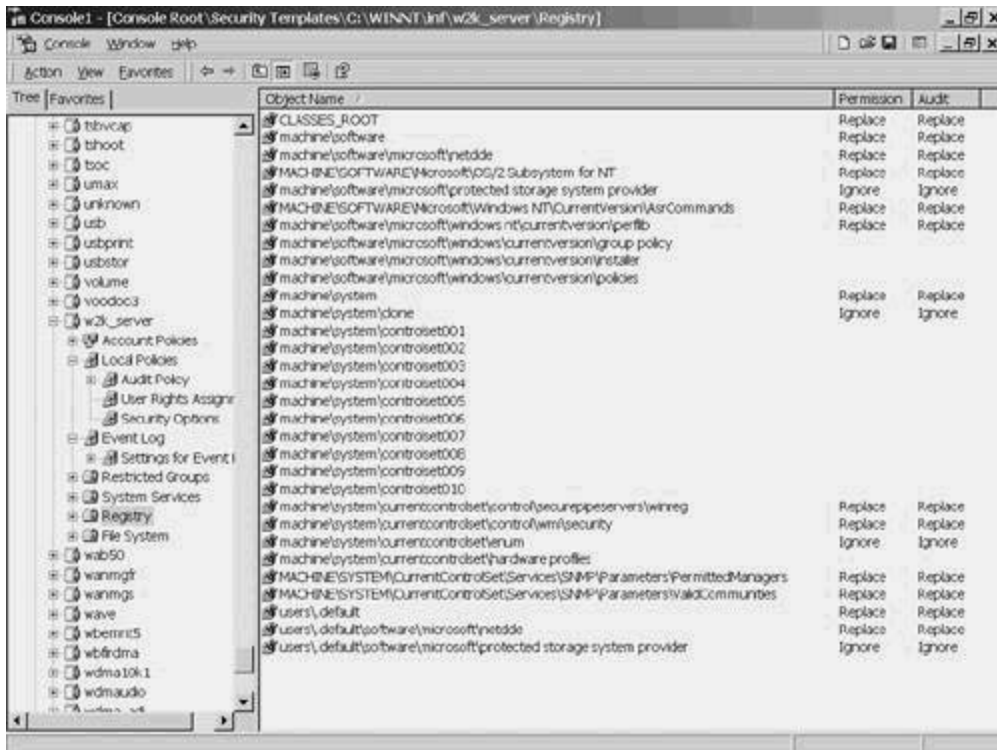 Console1 - [Console Root\Security Templates\C:\WINNT\inf\w2k_server\Registry]
Console Window Help
Action View Favorites
Tree Favorites
tsbvcap
tshoot
tsoc
umax
unknown
usb
usbprint
usbstor
volume
voodoo3
w2k_server
Account Policies
Local Policies
Audit Policy
User Rights Assignr
Security Options
Event Log
Settings for Event l
Restricted Groups
System Services
Registry
File System
wab50
wanmgfr
wanmgs
wave
wbemrrc5
wbfirdma
wdma10k1
wdmaudio
Object Name Permission Audit
CLASSES_ROOT Replace Replace
machine\software Replace Replace
machine\software\microsoft\netdde Replace Replace
MACHINE\SOFTWARE\Microsoft\OS/2 Subsystem for NT Replace Replace
machine\software\microsoft\protected storage system provider Ignore Ignore
MACHINE\SOFTWARE\Microsoft\Windows NT\CurrentVersion\AsrCommands Replace Replace
machine\software\microsoft\windows nt\currentversion\perflib Replace Replace
machine\software\microsoft\windows\currentversion\group policy
machine\software\microsoft\windows\currentversion\installer
machine\software\microsoft\windows\currentversion\policies
machine\system Replace Replace
machine\system\clone Ignore Ignore
machine\system\controlset001
machine\system\controlset002
machine\system\controlset003
machine\system\controlset004
machine\system\controlset005
machine\system\controlset006
machine\system\controlset007
machine\system\controlset008
machine\system\controlset009
machine\system\controlset010
machine\system\currentcontrolset\control\securepipeservers\winreg Replace Replace
machine\system\currentcontrolset\control\wmi\security Replace Replace
machine\system\currentcontrolset\enum Ignore Ignore
machine\system\currentcontrolset\hardware profiles
MACHINE\SYSTEM\CurrentControlSet\Services\SNMP\Parameters\PermittedManagers Replace Replace
MACHINE\SYSTEM\CurrentControlSet\Services\SNMP\Parameters\ValidCommunities Replace Replace
users\.default Replace Replace
users\.default\software\microsoft\netdde Replace Replace
users\.default\software\microsoft\protected storage system provider Ignore Ignore